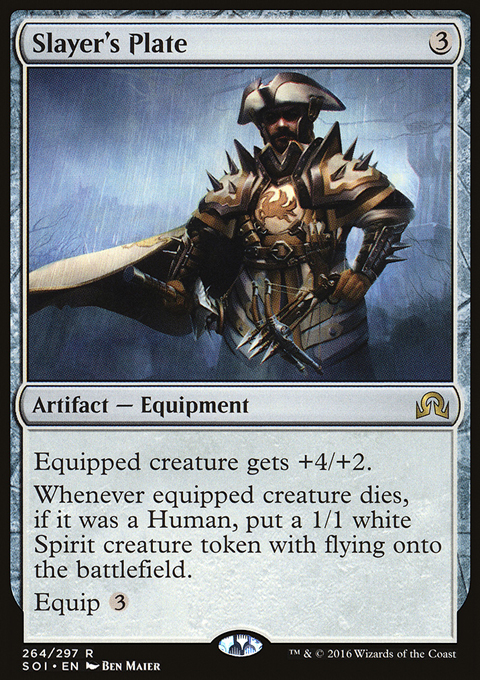 Slayer's Plate 3
Artifact — Equipment
Equipped creature gets +4/+2.
Whenever equipped creature dies,
if it was a Human, put a 1/1 white
Spirit creature token with flying onto
the battlefield.
Equip 3
264/297 R
SOI • EN Ben Maier
™ & © 2016 Wizards of the Coast